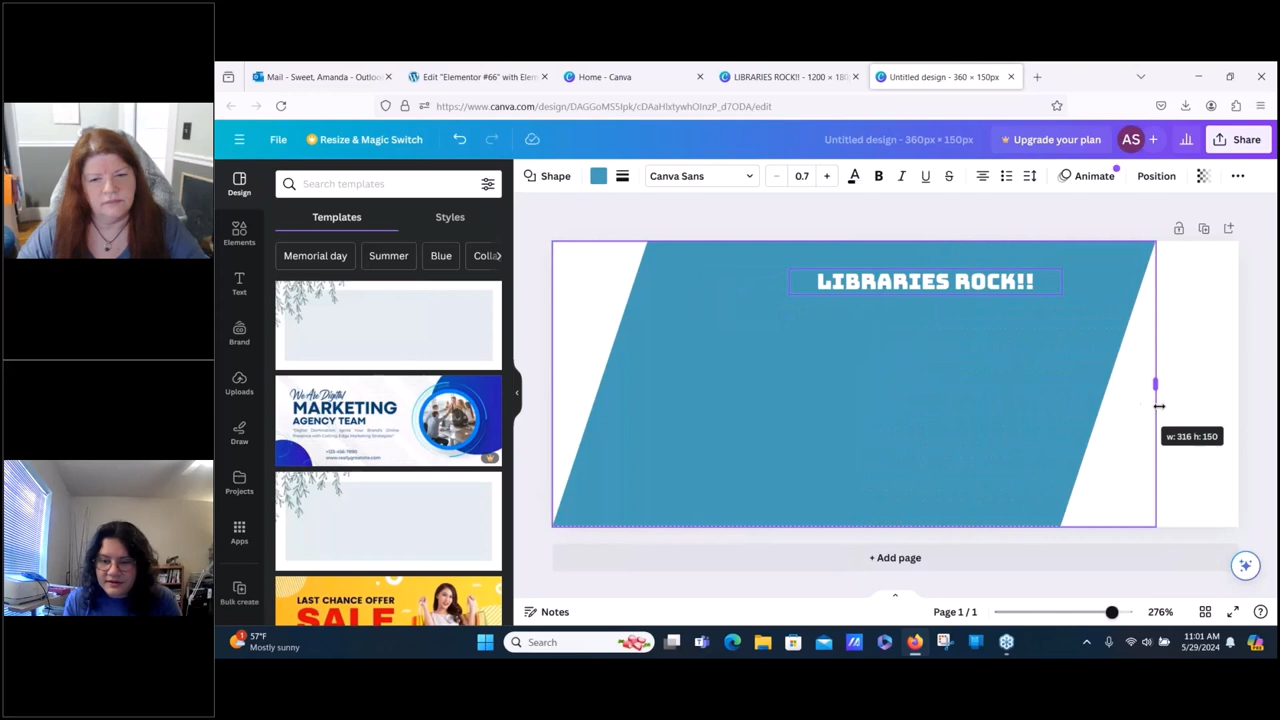 Mail - Sweet, Amanda - Outloo
Edit "Elementor #66" with Elem
Home - Canva
LIBRARIES ROCK!! - 1200 × 180
Untitled design - 360 × 150px
https://www.canva.com/design/DAGGoMS5Ipk/cDAaHlxtywhOInzP_d7ODA/edit
File
Resize & Magic Switch
Untitled design - 360px × 150px
Upgrade your plan
AS
Share
Design
Elements
Text
Brand
Uploads
Draw
Projects
Apps
Bulk create
Search templates
Templates
Styles
Memorial day
Summer
Blue
Colla
We Are Digital
MARKETING
AGENCY TEAM
LAST CHANCE OFFER
SALE
Shape
Canva Sans
0.7
A
B
I
U
S
Animate
Position
LIBRARIES ROCK!!
w: 316 h: 150
+ Add page
Notes
Page 1 / 1
276%
57°F
Mostly sunny
Search
11:01 AM
5/29/2024